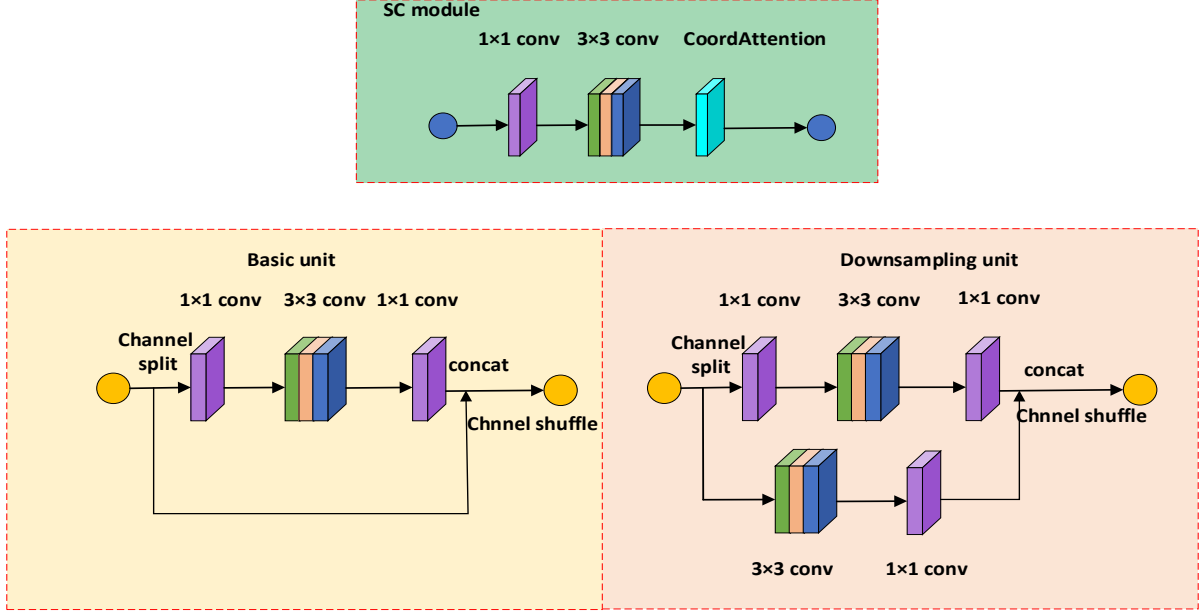 SC module
1×1 conv 3×3 conv CoordAttention
Basic unit
1×1 conv 3×3 conv 1×1 conv
Channel
split
concat
Chnnel shuffle
Downsampling unit
1×1 conv 3×3 conv 1×1 conv
Channel
split
concat
Chnnel shuffle
3×3 conv 1×1 conv